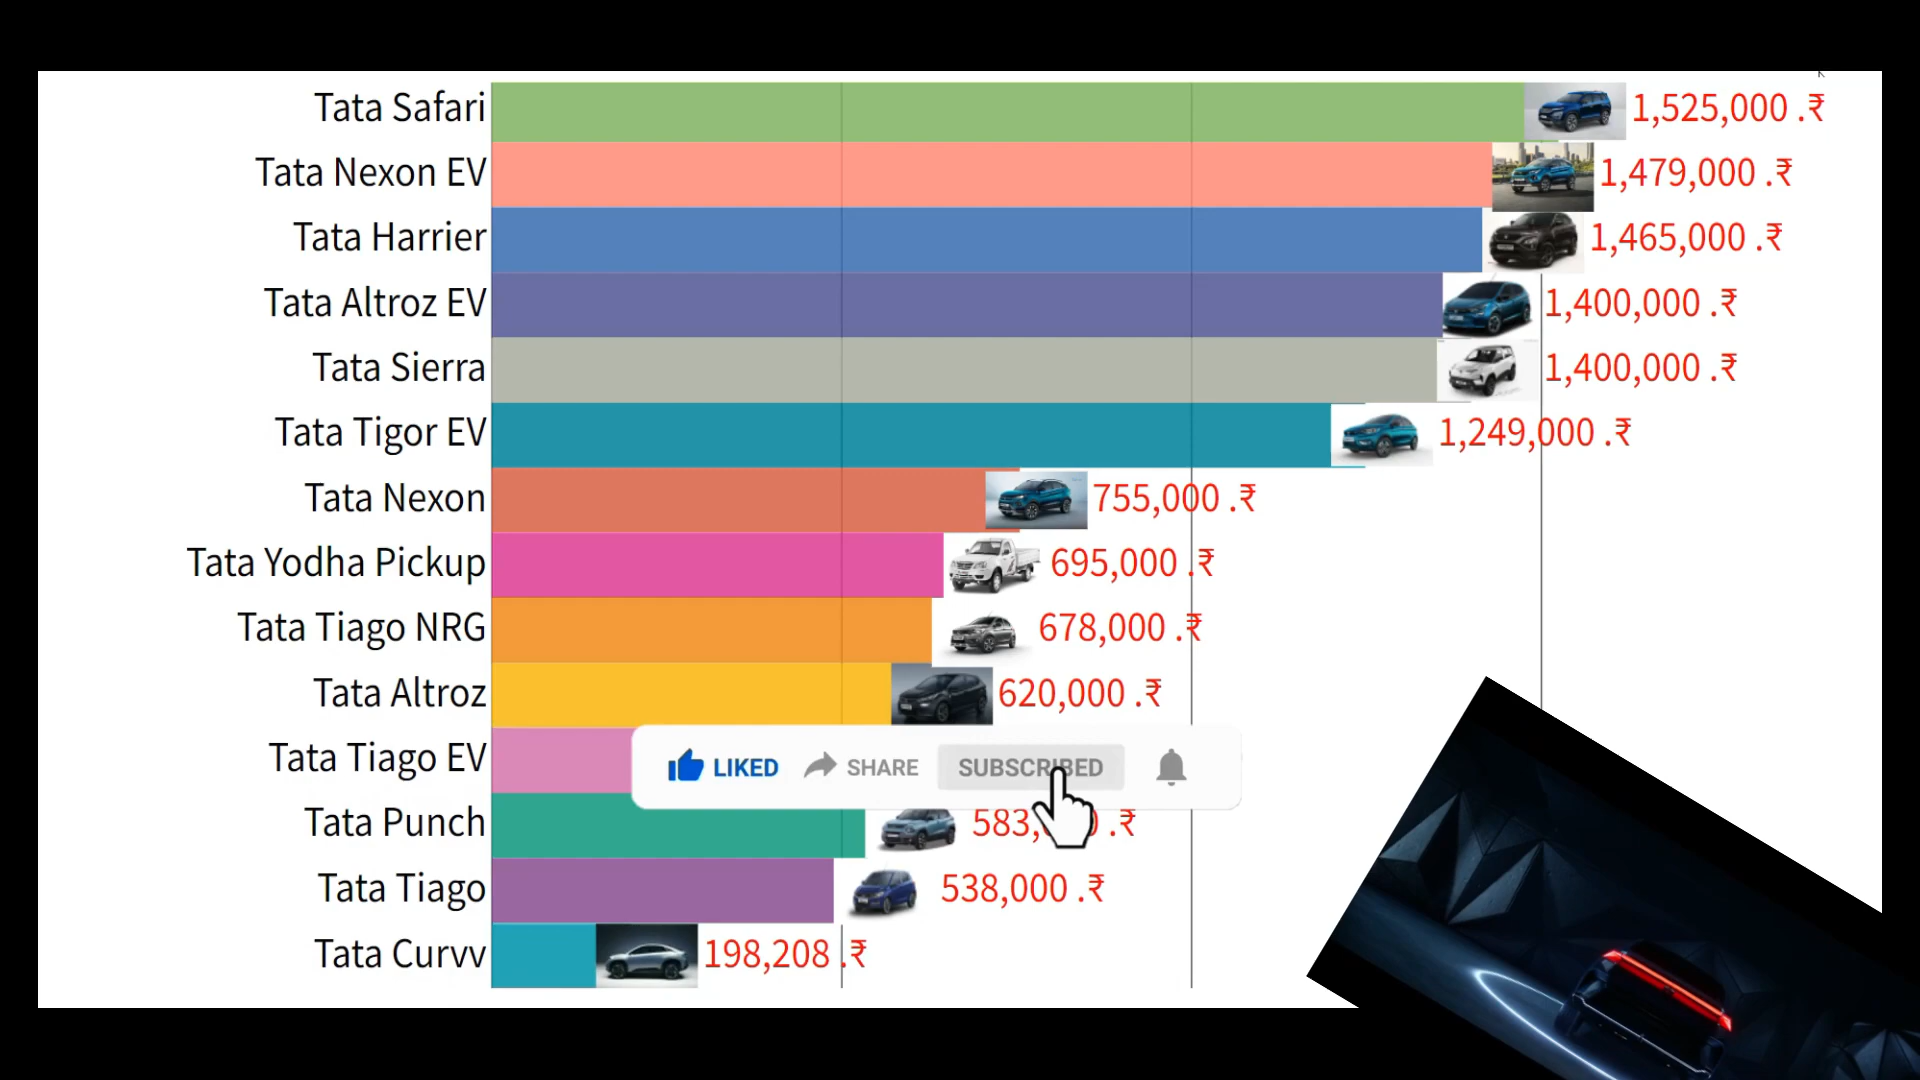 Tata Safari 1,525,000 .₹
Tata Nexon EV 1,479,000 .₹
Tata Harrier 1,465,000 .₹
Tata Altroz EV 1,400,000 .₹
Tata Sierra 1,400,000 .₹
Tata Tigor EV 1,249,000 .₹
Tata Nexon 755,000 .₹
Tata Yodha Pickup 695,000 .₹
Tata Tiago NRG 678,000 .₹
Tata Altroz 620,000 .₹
Tata Tiago EV
LIKED SHARE SUBSCRIBED
Tata Punch .₹
Tata Tiago 538,000 .₹
Tata Curvv 198,208 .₹